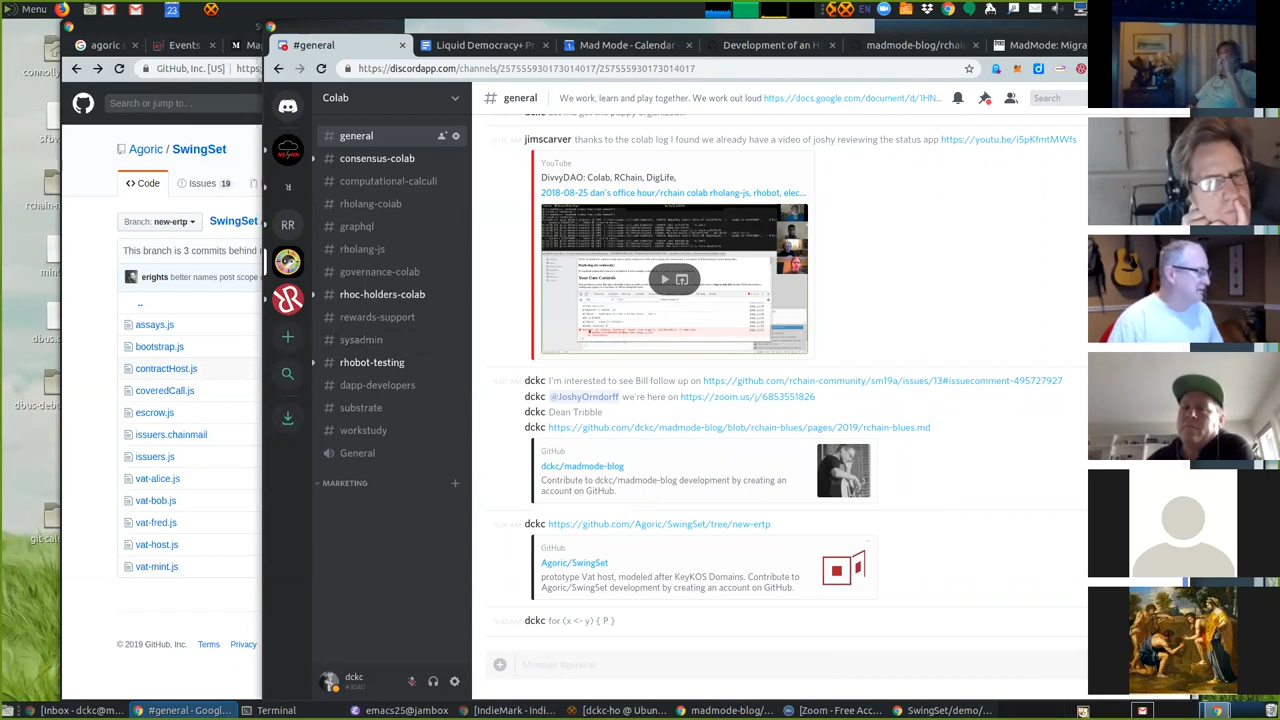 Menu
23
EN
agoric s
Events
M
#general
Liquid Democracy+ Pr
Mad Mode - Calendar
Development of an H
madmode-blog/rchain
MadMode: Migra
GitHub, Inc. [US]
https:
https://discordapp.com/channels/257555930173014017/257555930173014017
Search or jump to...
Colab
# general
We work, learn and play together. We work out loud https://docs.google.com/document/d/1HN...
Search
Agoric / SwingSet
Code
Issues 19
Branch: new-ertp
SwingSet
This branch is 3 commits behind
erights better names post scope
..
assays.js
bootstrap.js
contractHost.js
coveredCall.js
escrow.js
issuers.chainmail
issuers.js
vat-alice.js
vat-bob.js
vat-fred.js
vat-host.js
vat-mint.js
© 2019 GitHub, Inc.
Terms
Privacy
RR
general
consensus-colab
computational-calculi
rholang-colab
graphql
rholang-js
governance-colab
rhoc-holders-colab
rewards-support
sysadmin
rhobot-testing
dapp-developers
substrate
workstudy
General
MARKETING
dckc
#1040
jimscarver thanks to the colab log I found we already have a video of joshy reviewing the status app https://youtu.be/i5pKfmtMWfs
YouTube
DivvyDAO: Colab, RChain, DigLife,
2018-08-25 dan's office hour/rchain colab rholang-js, rhobot, elec...
dckc I'm interested to see Bill follow up on https://github.com/rchain-community/sm19a/issues/13#issuecomment-495727927
dckc @JoshyOrndorff we're here on https://zoom.us/j/6853551826
dckc Dean Tribble
dckc https://github.com/dckc/madmode-blog/blob/rchain-blues/pages/2019/rchain-blues.md
GitHub
dckc/madmode-blog
Contribute to dckc/madmode-blog development by creating an
account on GitHub.
dckc https://github.com/Agoric/SwingSet/tree/new-ertp
GitHub
Agoric/SwingSet
prototype Vat host, modeled after KeyKOS Domains. Contribute to
Agoric/SwingSet development by creating an account on GitHub.
dckc for (x <- y) { P }
Message #general
[Inbox - dckc@m...
#general - Googl...
Terminal
emacs25@jambox
[IndexErk - Indi...
[dckc-ho @ Ubun...
madmode-blog/...
[Zoom - Free Acc...
SwingSet/demo/...